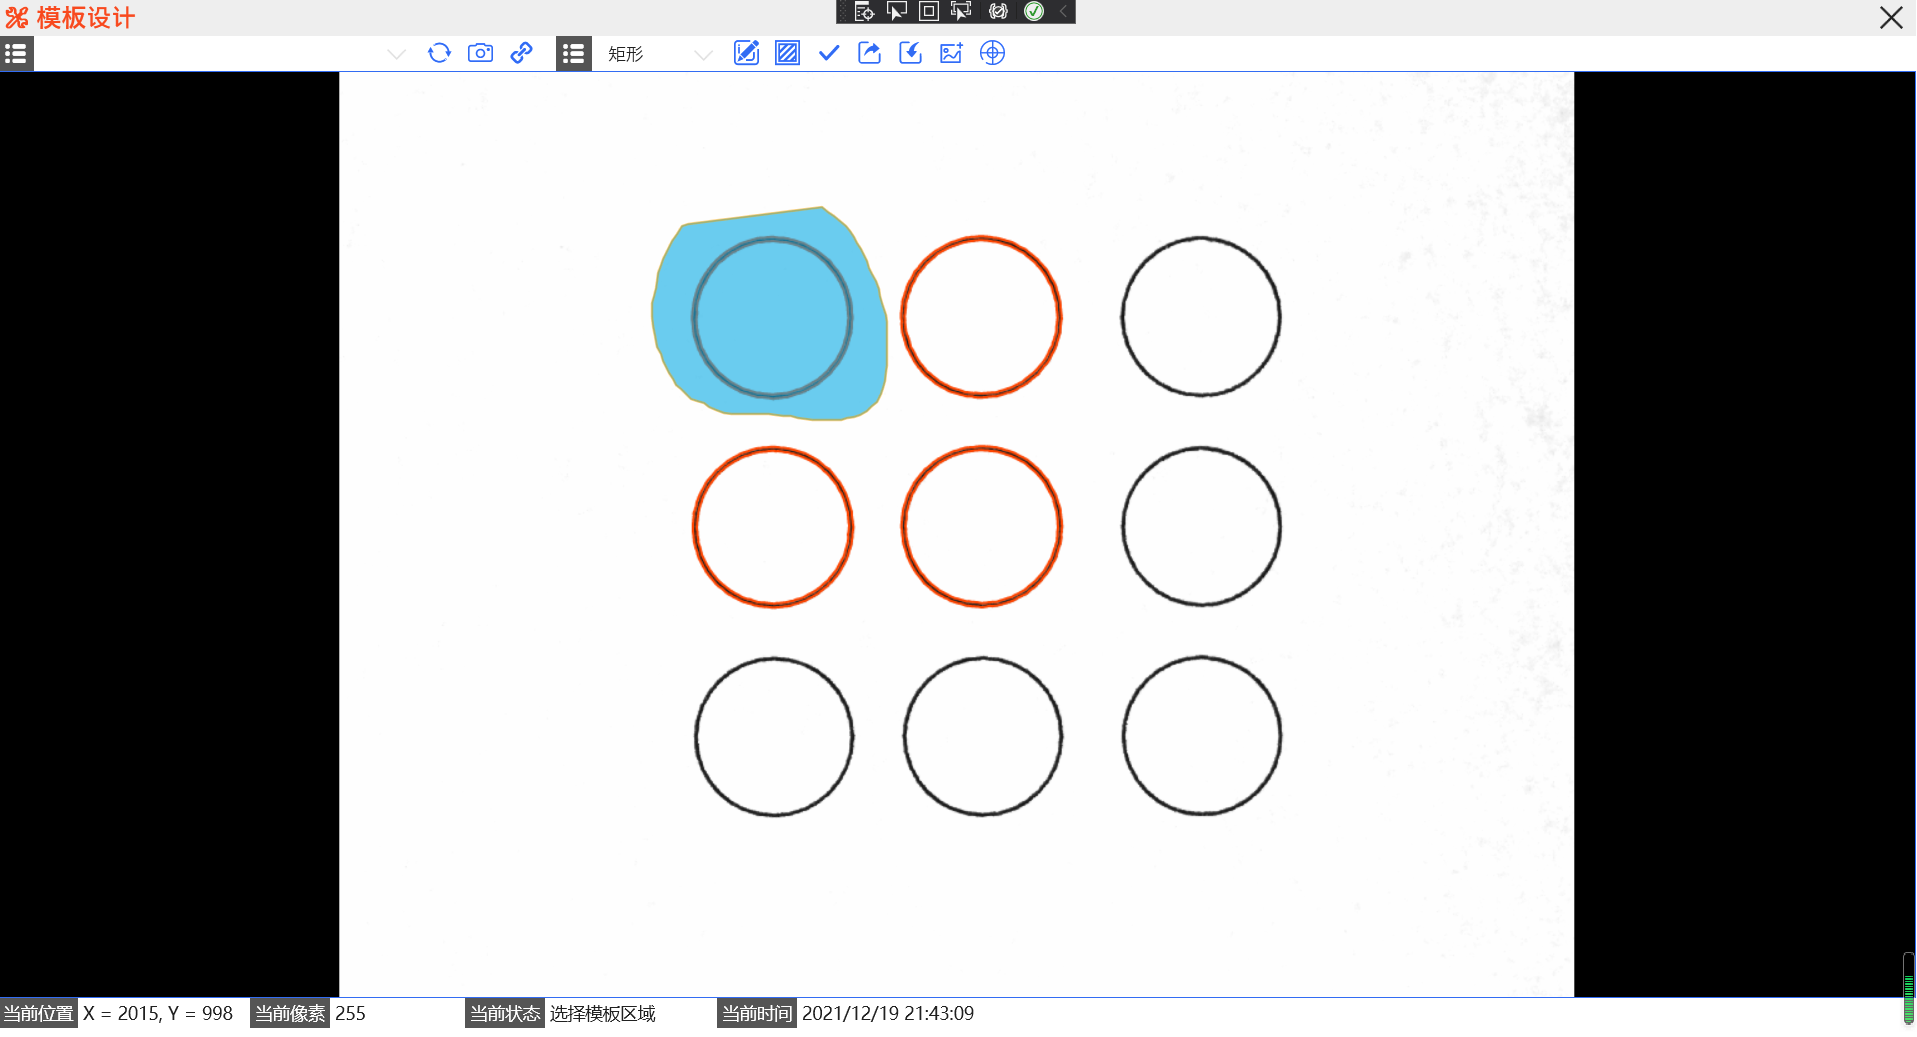 模板设计
矩形
当前位置 X = 2015, Y = 998 当前像素 255 当前状态 选择模板区域 当前时间 2021/12/19 21:43:09